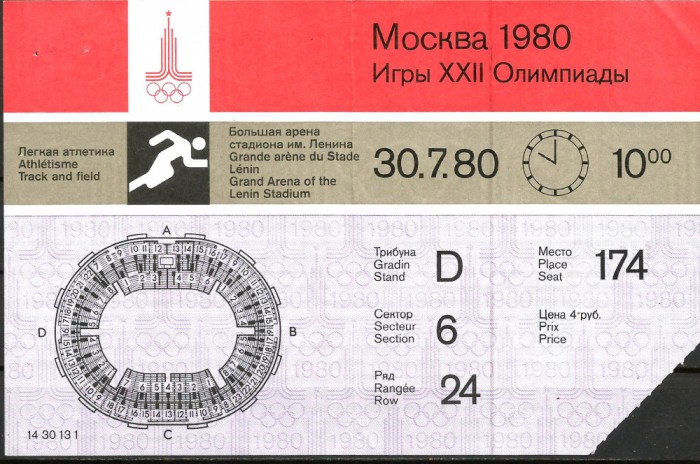 Москва 1980
Игры XXII Олимпиады
Легкая атлетика
Athlétisme
Track and field
Большая арена
стадиона им. Ленина
Grande arène du Stade
Lénin
Grand Arena of the
Lenin Stadium
30.7.80
10⁰⁰
A
B
C
D
Трибуна
Gradin
Stand
D
Место
Place
Seat
174
Сектор
Secteur
Section
6
Цена 4-руб.
Prix
Price
Ряд
Rangée
Row
24
14 30 13 1